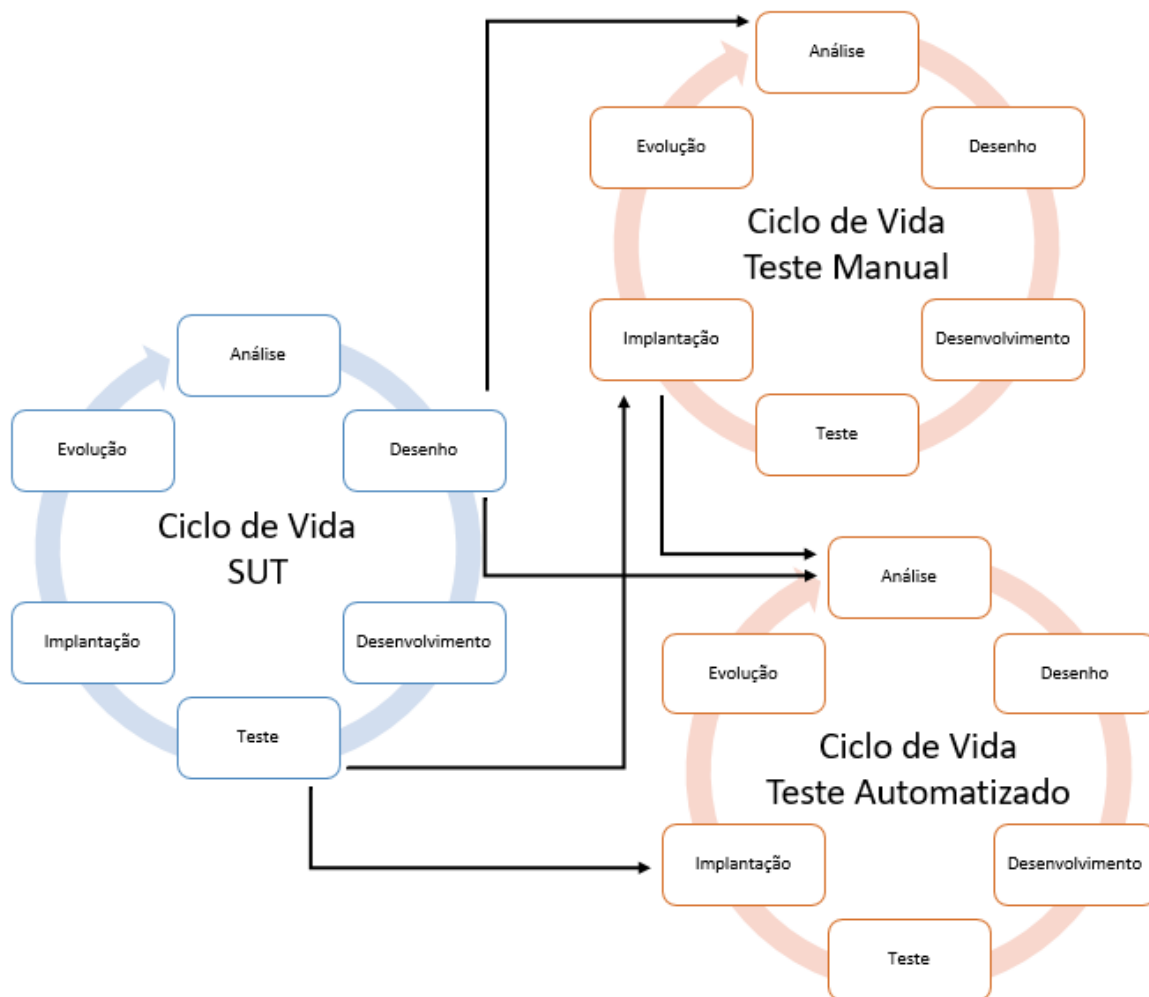 Análise
Evolução
Desenho
Ciclo de Vida
Teste Manual
Implantação
Desenvolvimento
Teste
Análise
Evolução
Desenho
Ciclo de Vida
SUT
Implantação
Desenvolvimento
Teste
Análise
Evolução
Desenho
Ciclo de Vida
Teste Automatizado
Implantação
Desenvolvimento
Teste